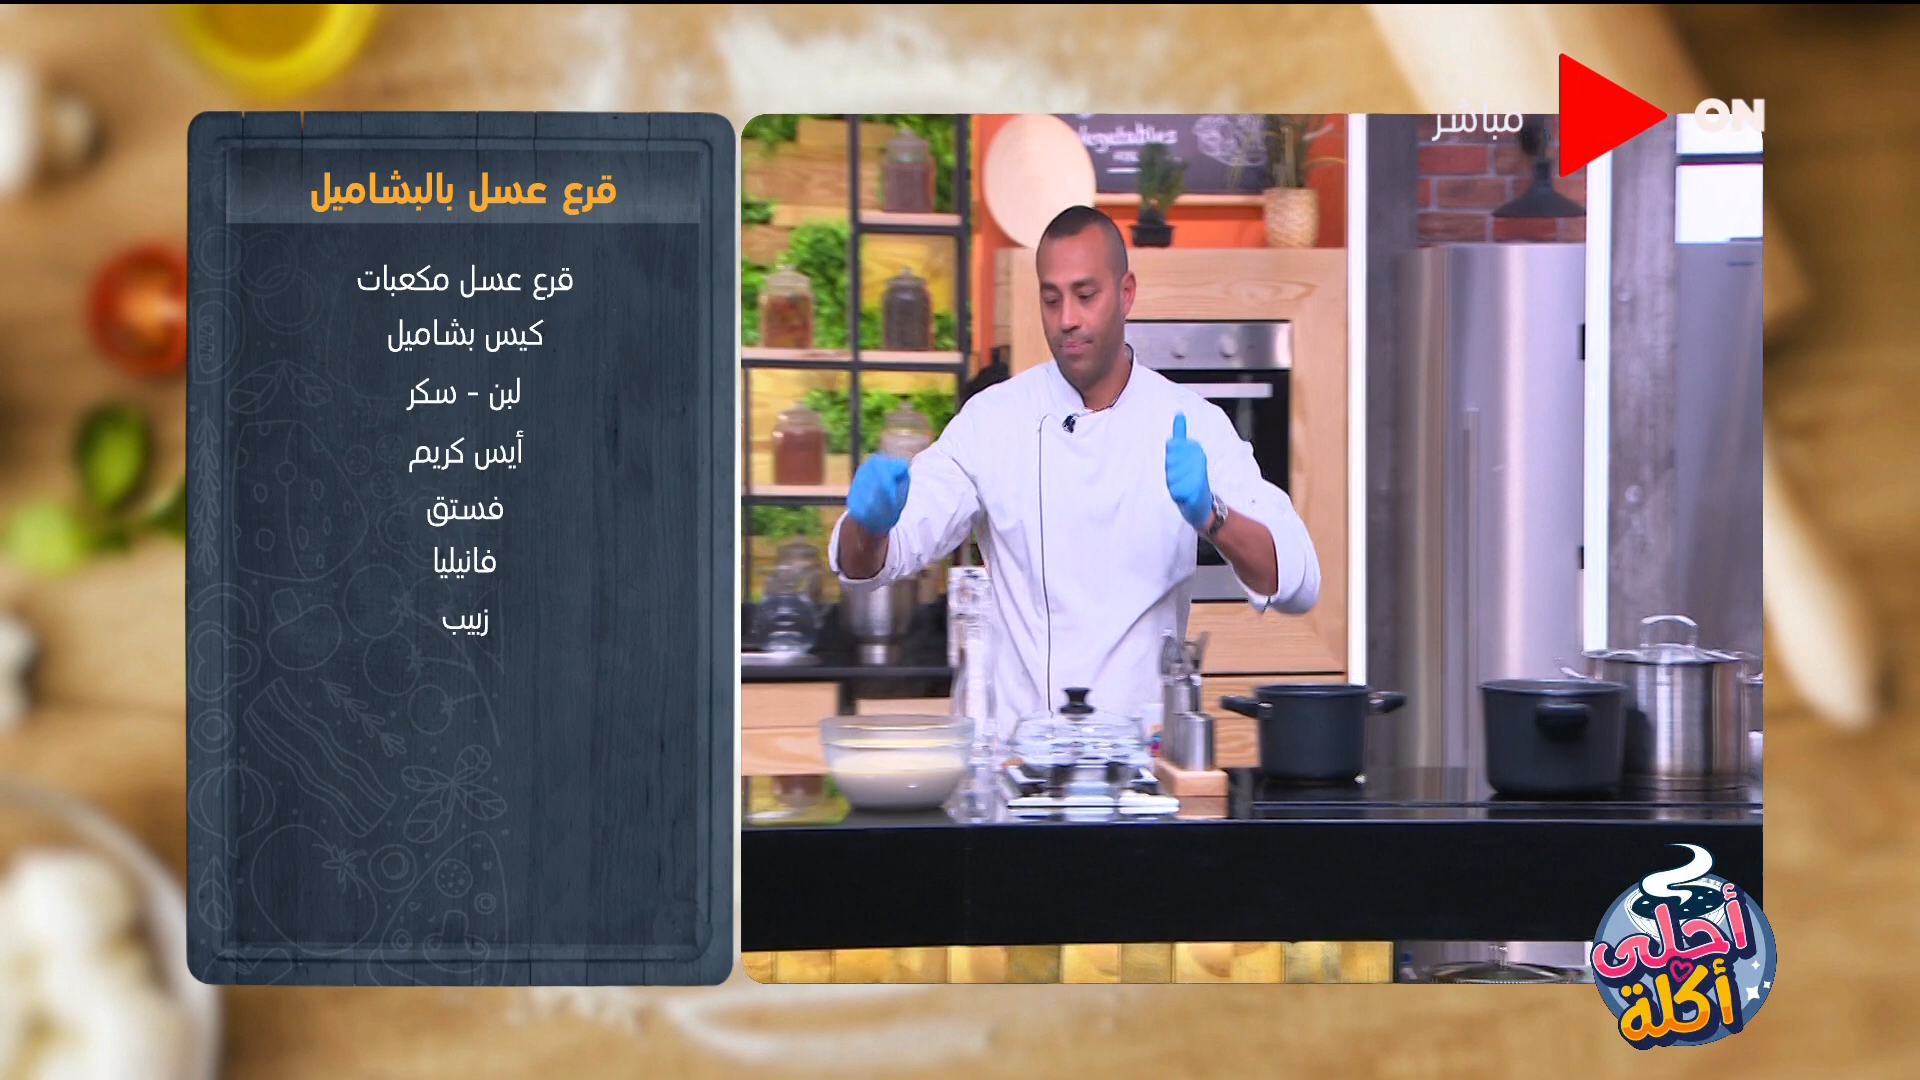 قرع عسل بالبشاميل
قرع عسل مكعبات
كيس بشاميل
لبن - سكر
أيس كريم
فستق
فانيليا
زبيب
مباشر
ON
Vegetables
أحلى
أكلة